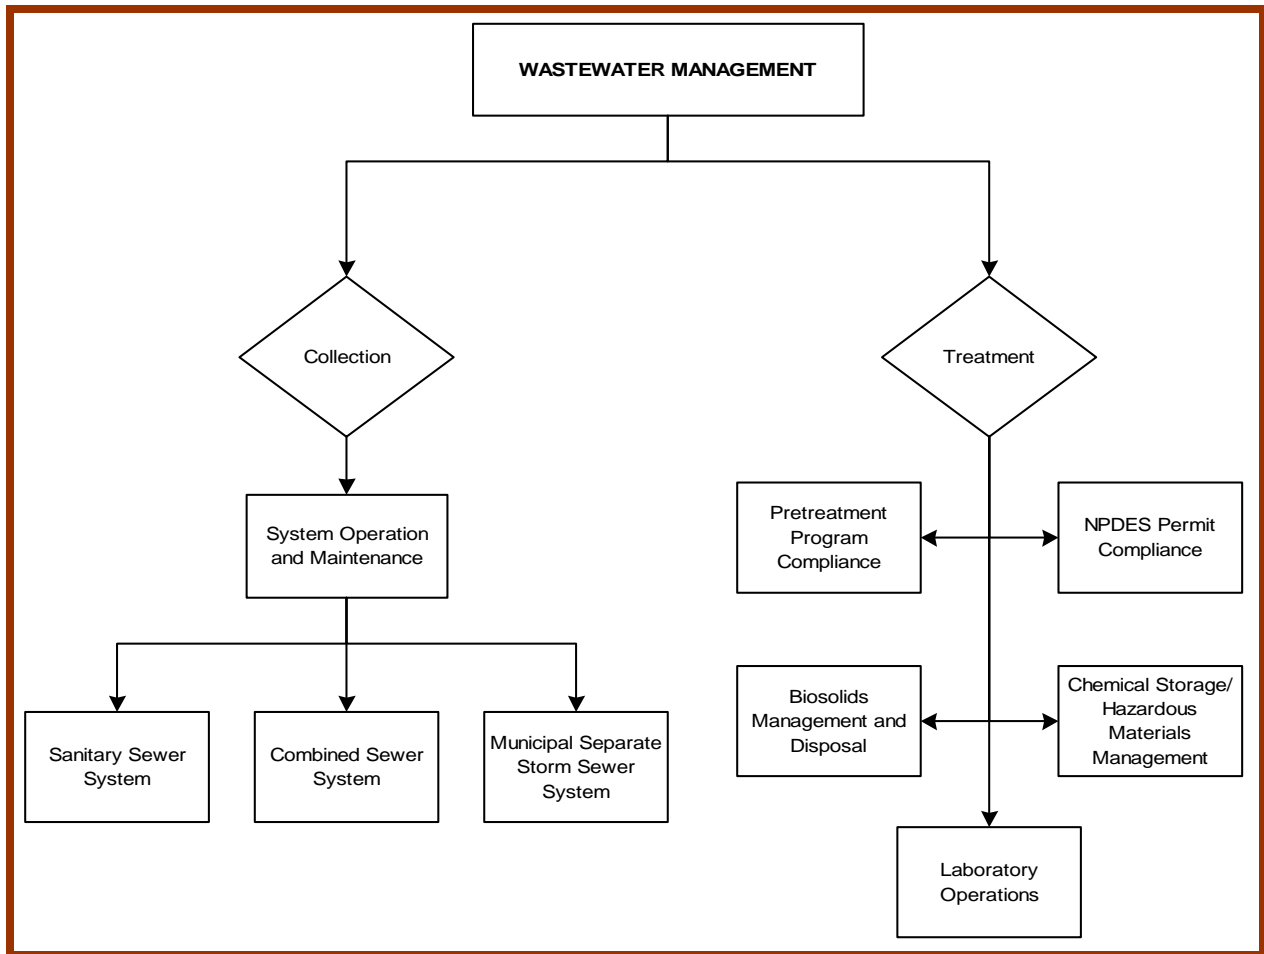 WASTEWATER MANAGEMENT
Collection
Treatment
System Operation
and Maintenance
Sanitary Sewer
System
Combined Sewer
System
Municipal Separate
Storm Sewer
System
Pretreatment
Program
Compliance
NPDES Permit
Compliance
Biosolids
Management and
Disposal
Chemical Storage/
Hazardous
Materials
Management
Laboratory
Operations